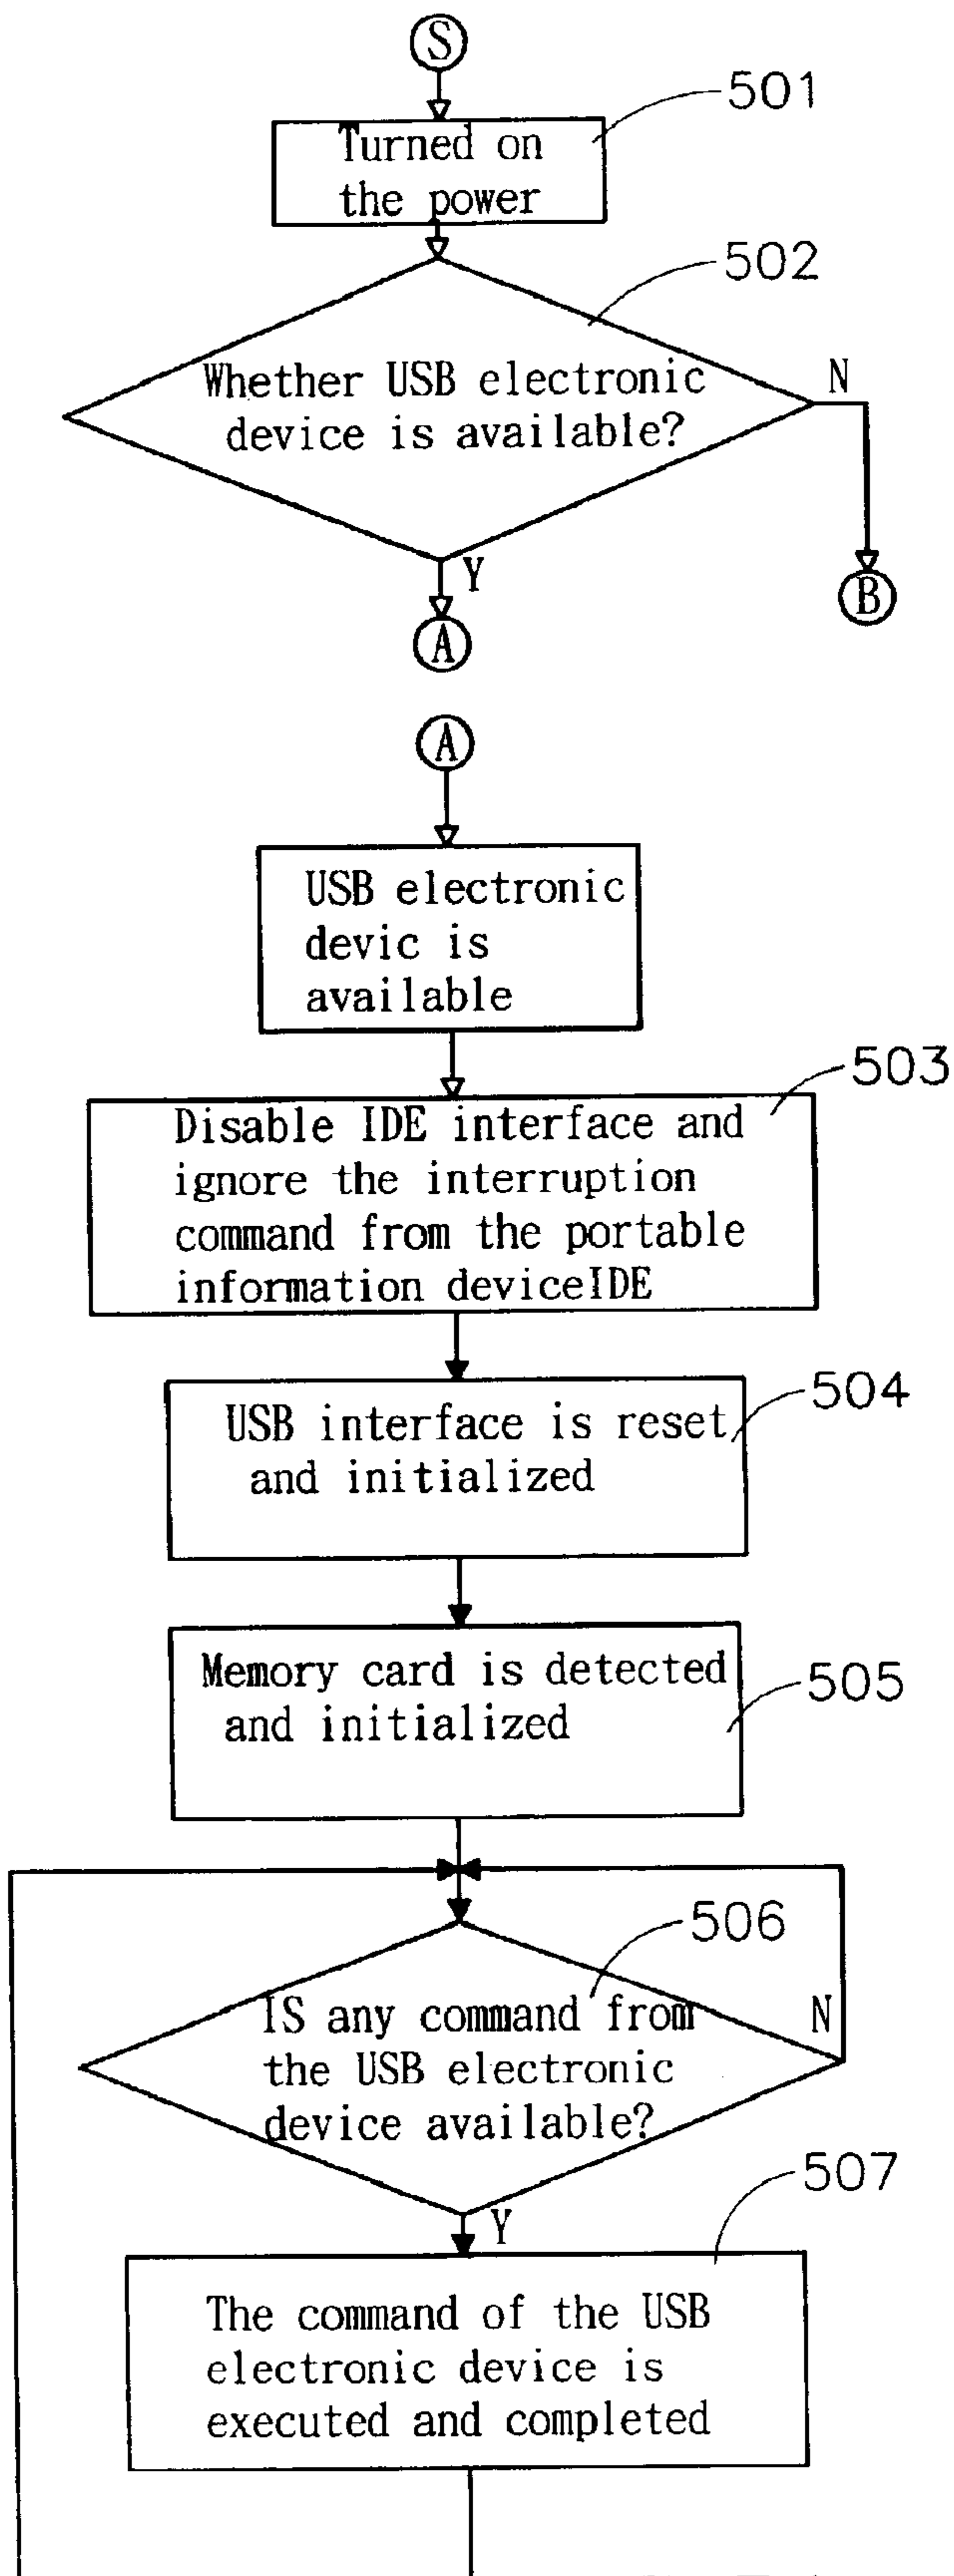 S
501
Turned on
the power
502
Whether USB electronic
device is available?
N
Y
B
A
A
USB electronic
devic is
available
503
Disable IDE interface and
ignore the interruption
command from the portable
information deviceIDE
504
USB interface is reset
and initialized
505
Memory card is detected
and initialized
506
IS any command from
the USB electronic
device available?
N
Y
507
The command of the USB
electronic device is
executed and completed